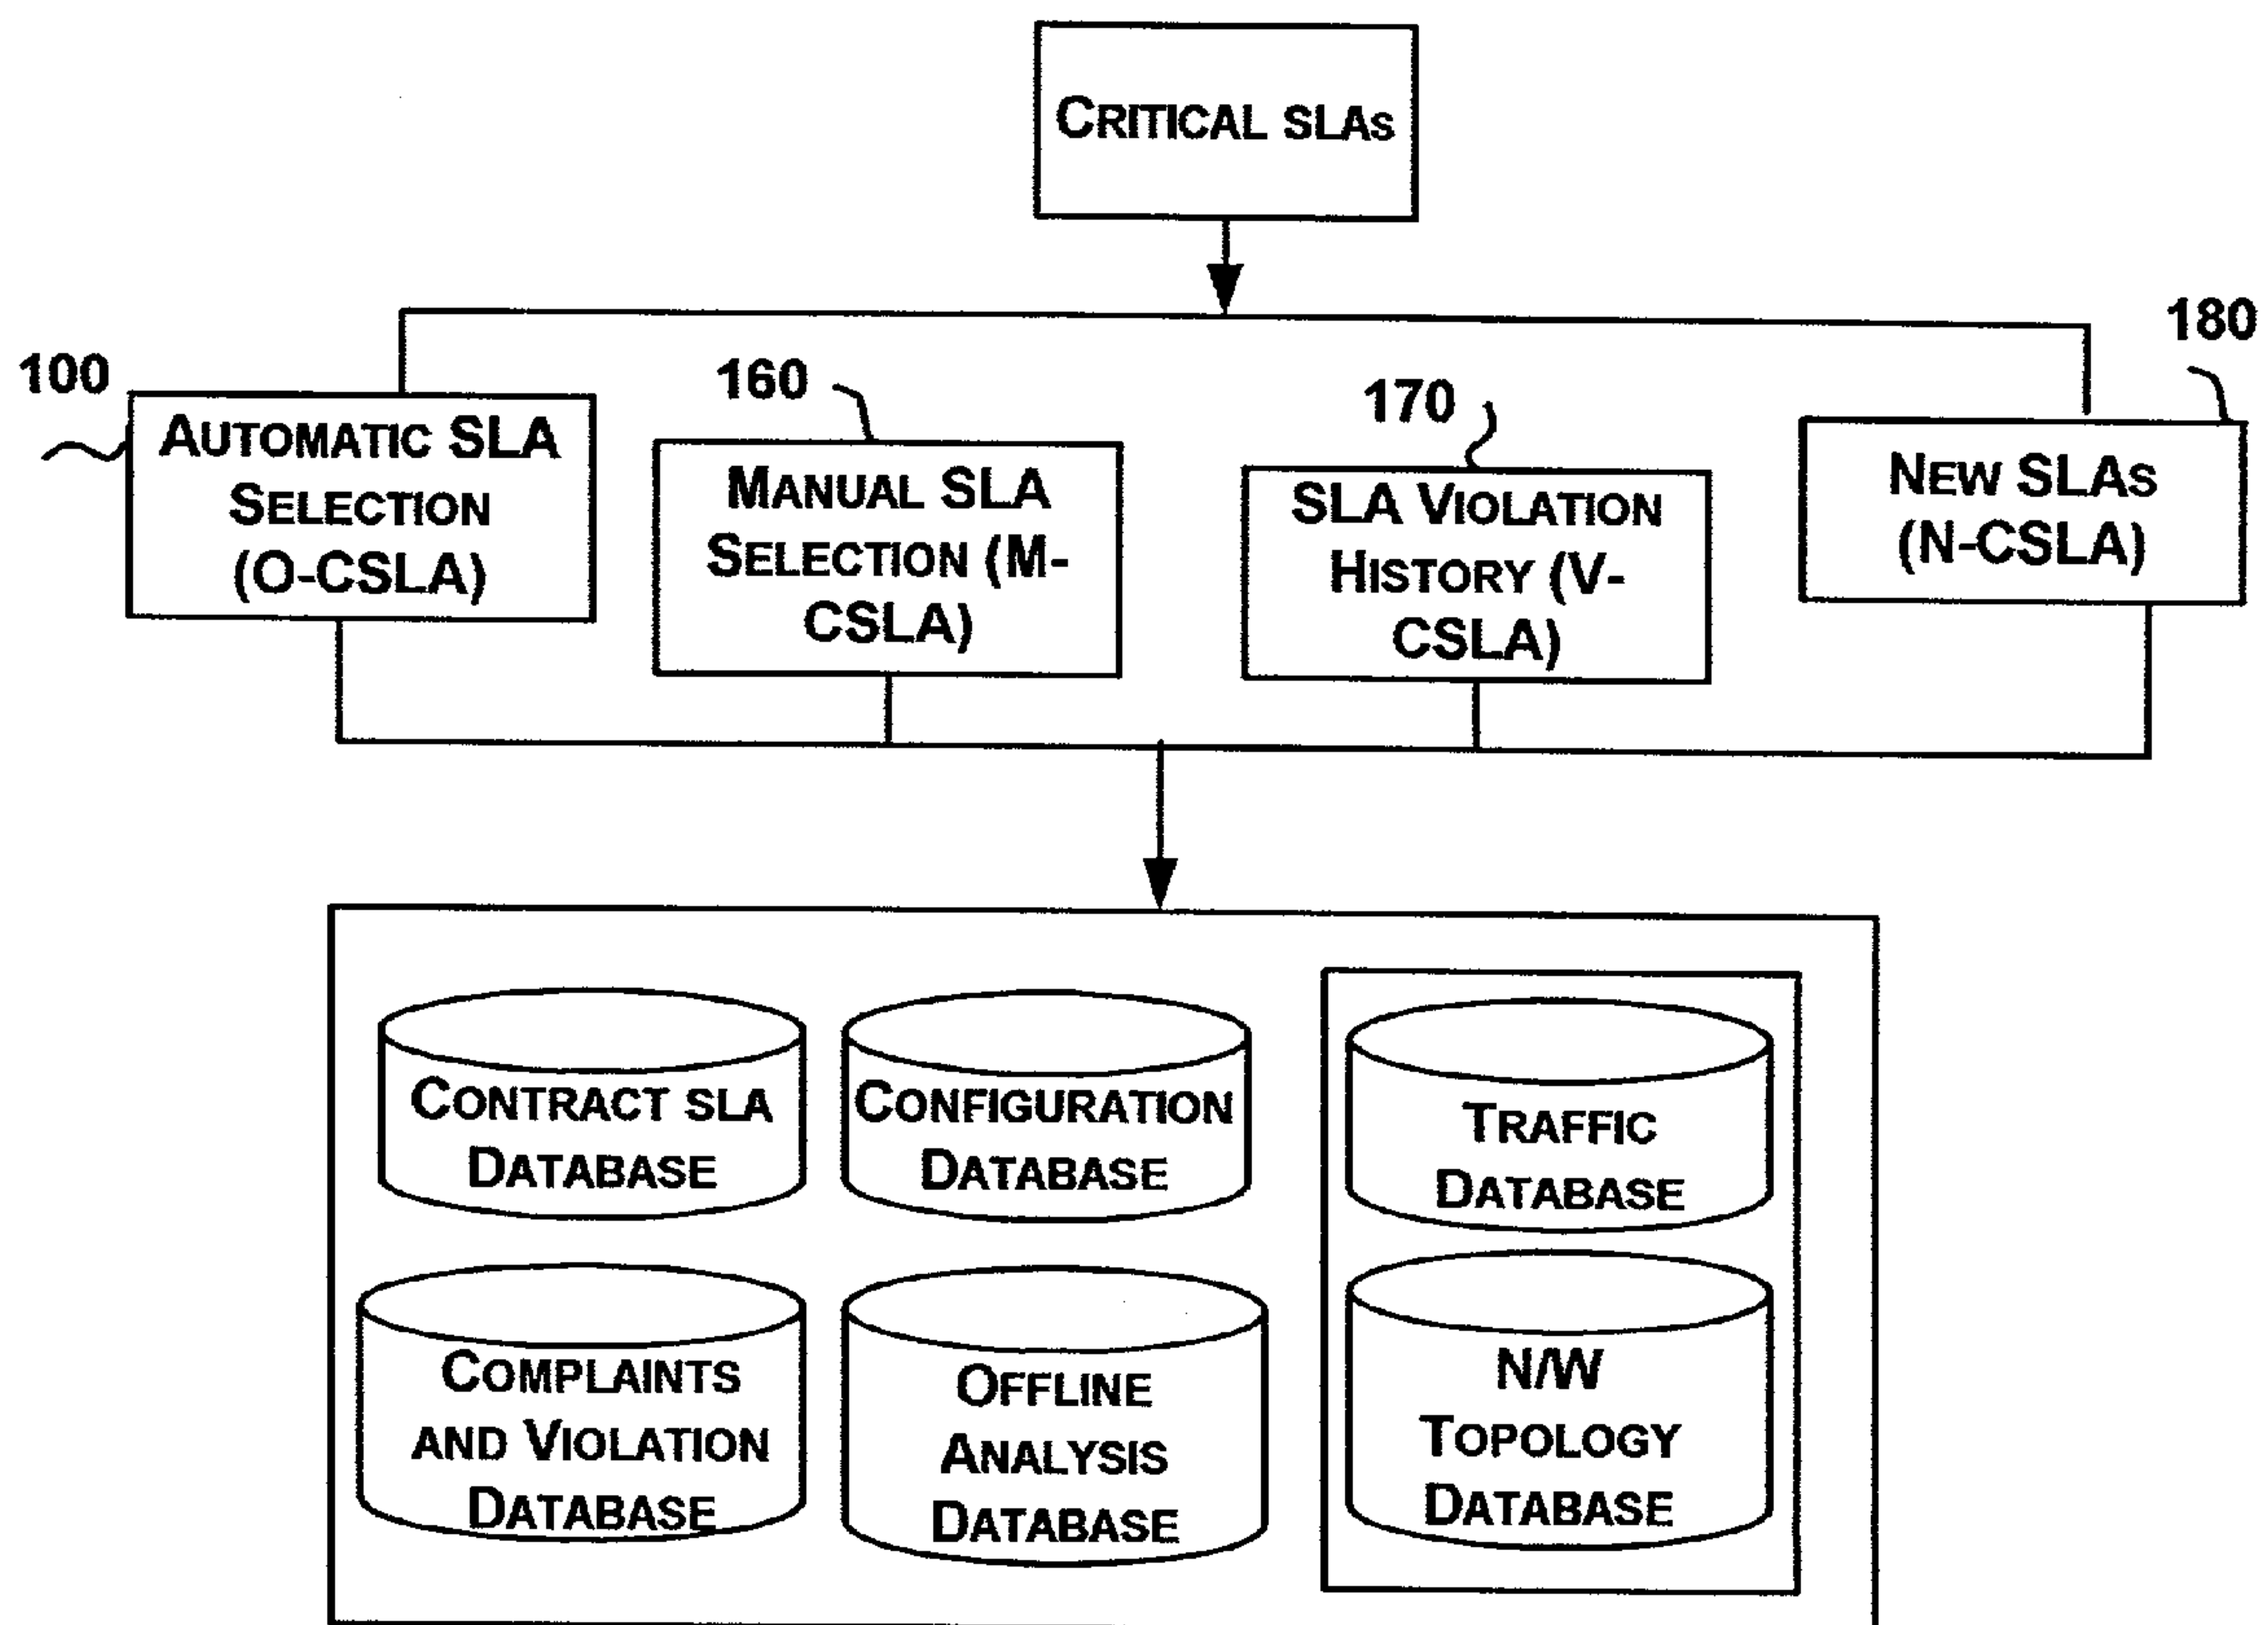 CRITICAL SLAs
180
100
160
170
AUTOMATIC SLA
SELECTION
(O-CSLA)
MANUAL SLA
SELECTION (M-
CSLA)
SLA VIOLATION
HISTORY (V-
CSLA)
NEW SLAs
(N-CSLA)
CONTRACT SLA
DATABASE
CONFIGURATION
DATABASE
TRAFFIC
DATABASE
COMPLAINTS
AND VIOLATION
DATABASE
OFFLINE
ANALYSIS
DATABASE
N/W
TOPOLOGY
DATABASE